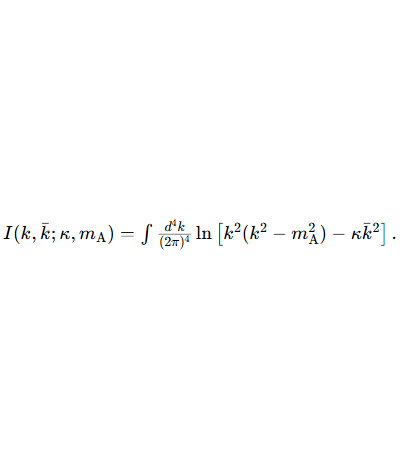 I(k, k̄; κ, m_A) = ∫ d⁴k/(2π)⁴ ln [k²(k² − m_A²) − κk̄²] .